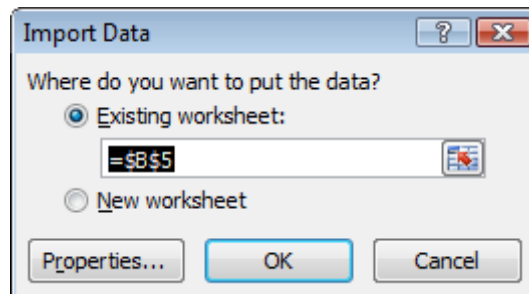 Import Data
Where do you want to put the data?
Existing worksheet:
=$B$5
New worksheet
Properties... OK Cancel